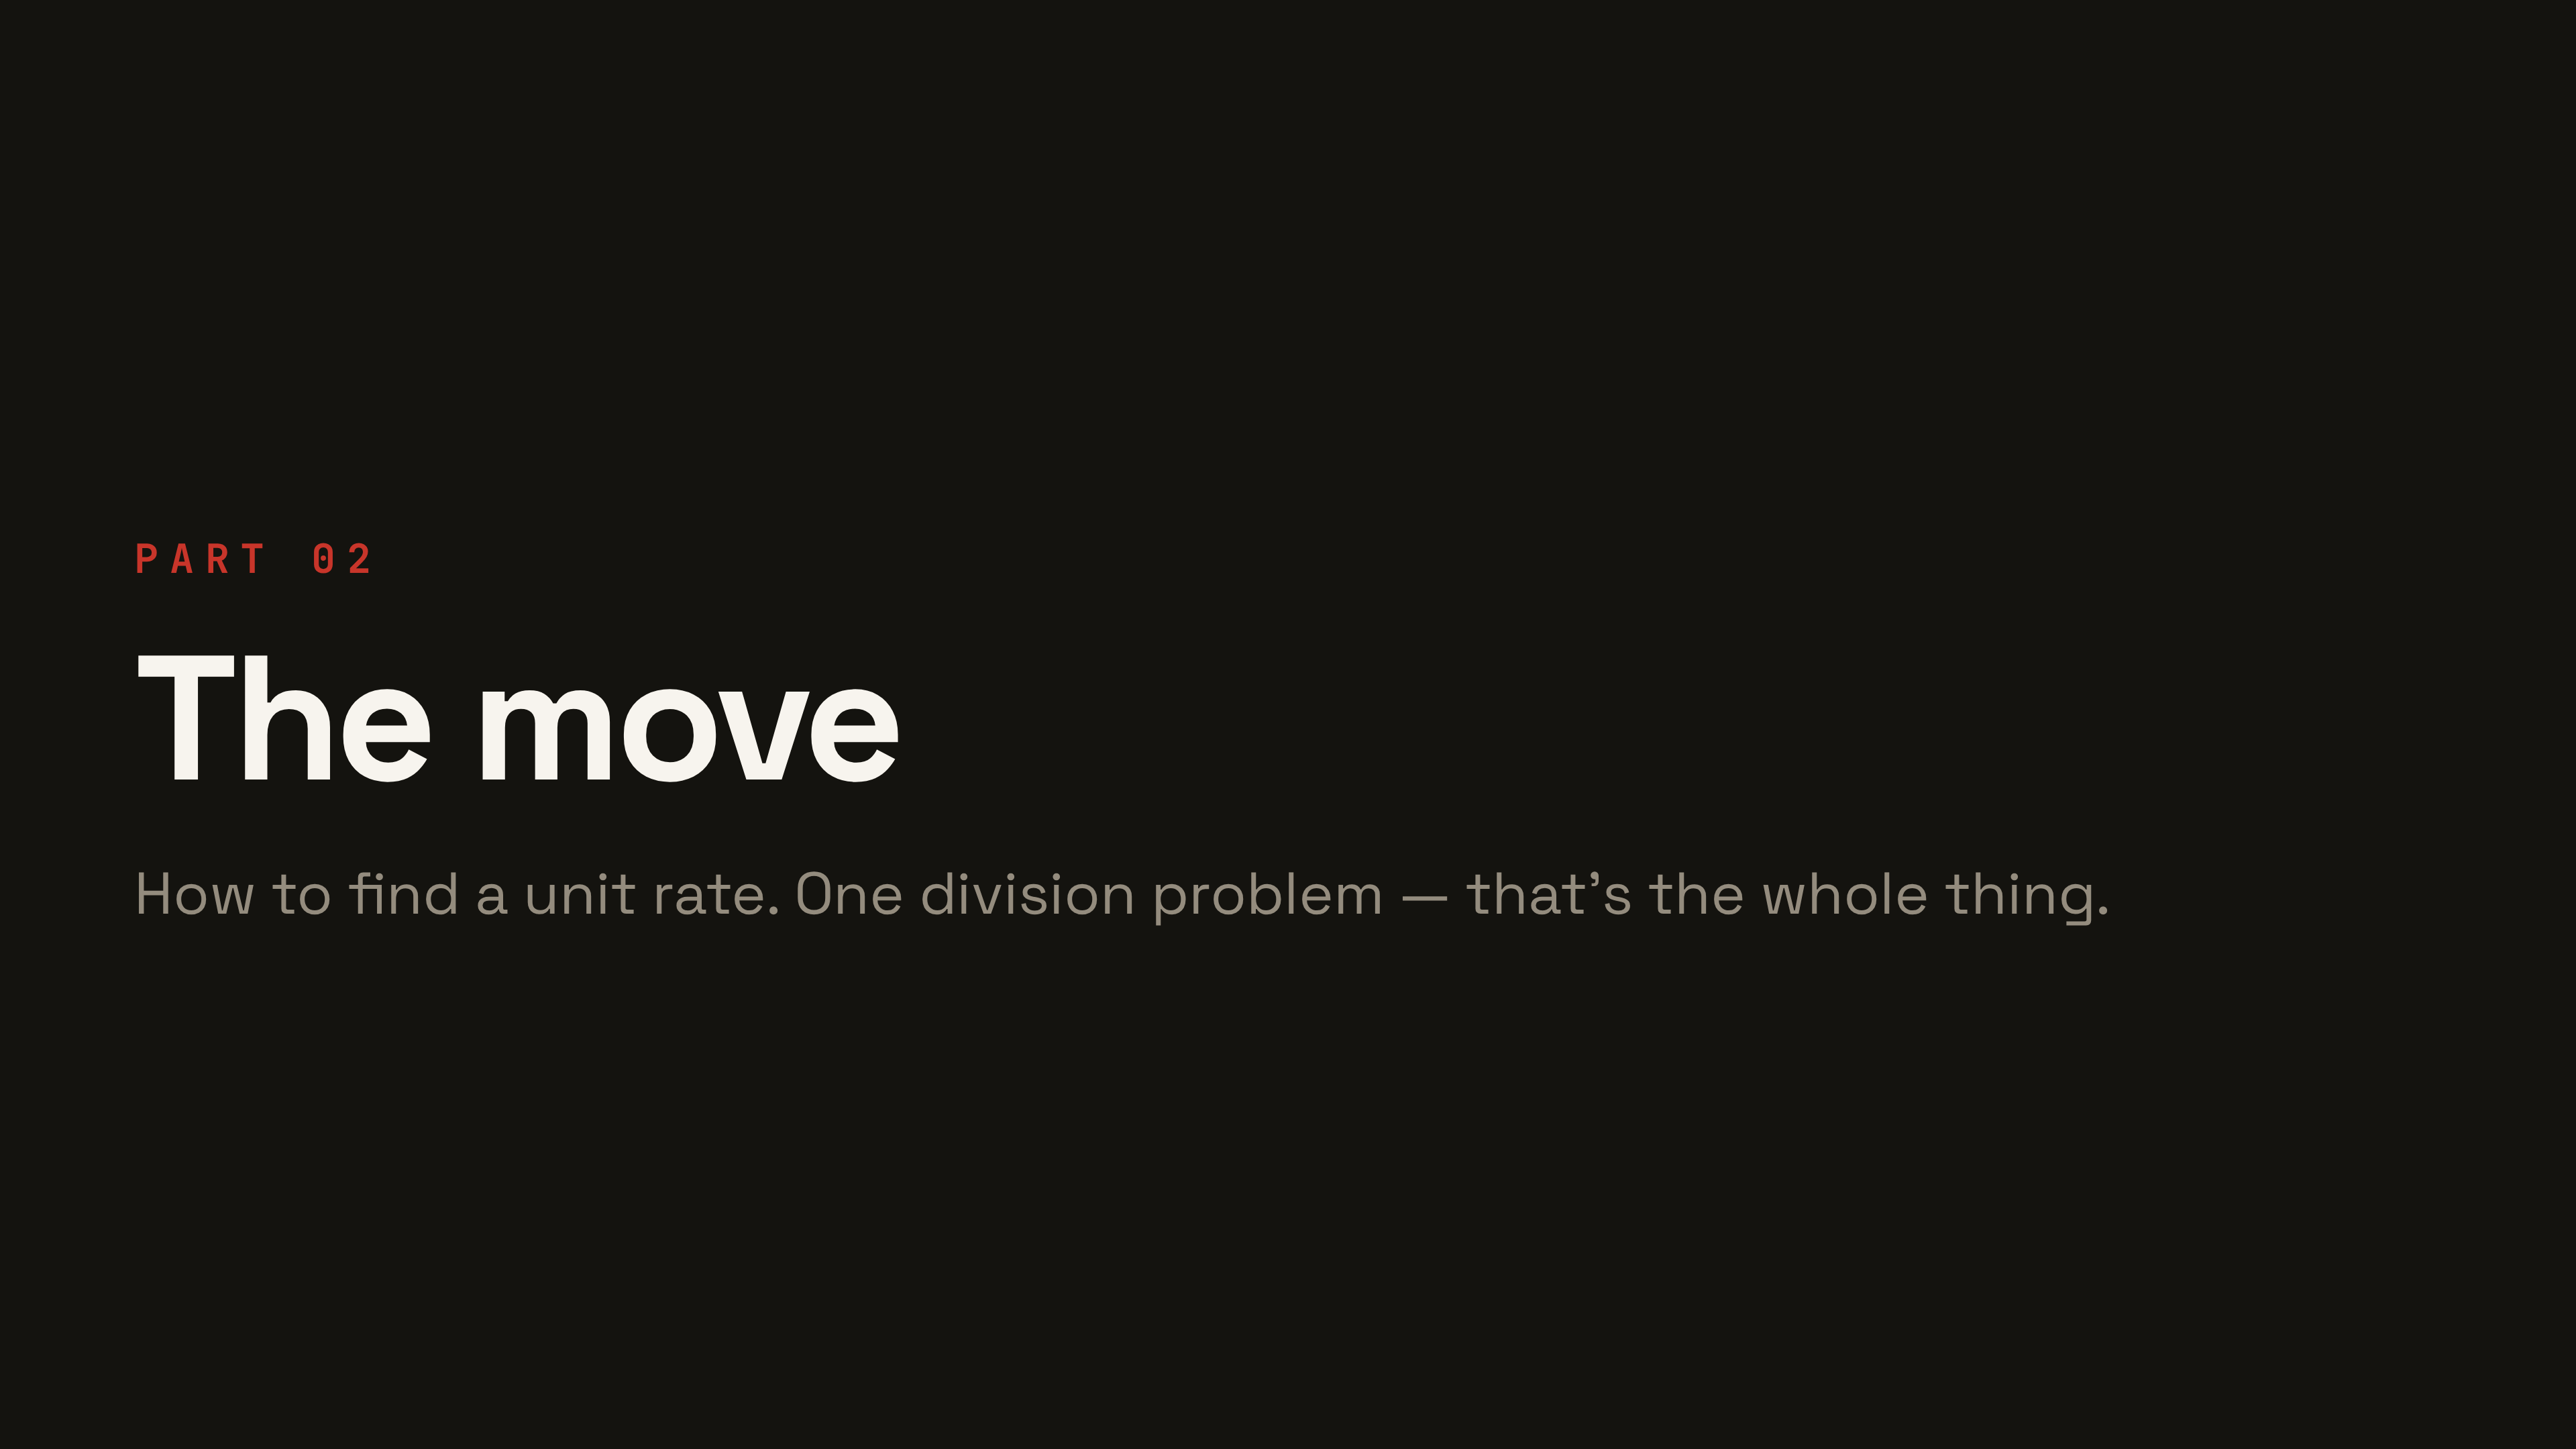 PART 02
The move
How to find a unit rate. One division problem — that’s the whole thing.